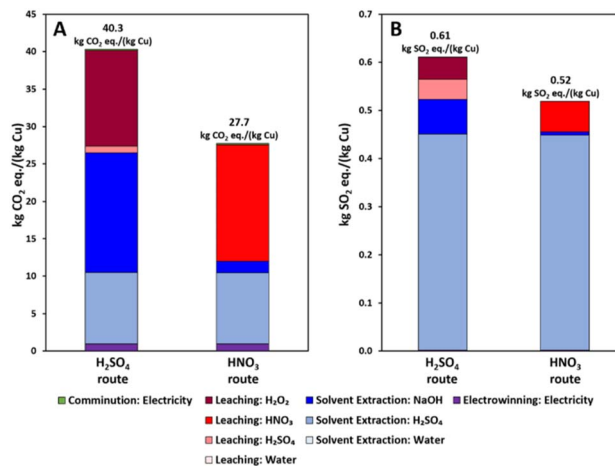 A
45
40
35
30
25
20
15
10
5
0
kg CO₂ eq./(kg Cu)
40.3
kg CO₂ eq./(kg Cu)
27.7
kg CO₂ eq./(kg Cu)
H₂SO₄
route
HNO₃
route
B
0.7
0.6
0.5
0.4
0.3
0.2
0.1
0.0
kg SO₂ eq./(kg Cu)
0.61
kg SO₂ eq./(kg Cu)
0.52
kg SO₂ eq./(kg Cu)
H₂SO₄
route
HNO₃
route
Comminution: Electricity
Leaching: H₂O₂
Leaching: HNO₃
Leaching: H₂SO₄
Leaching: Water
Solvent Extraction: NaOH
Solvent Extraction: H₂SO₄
Solvent Extraction: Water
Electrowinning: Electricity